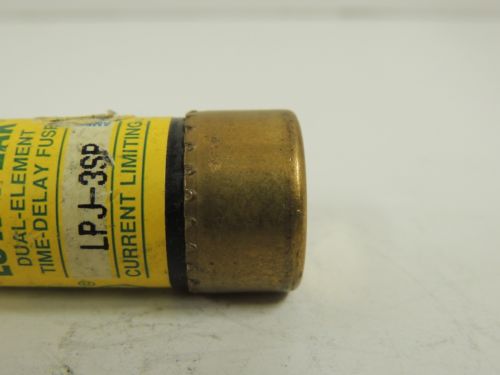 DUAL-ELEMENT
TIME-DELAY FUSE
LPJ-3SP
CURRENT LIMITING
®